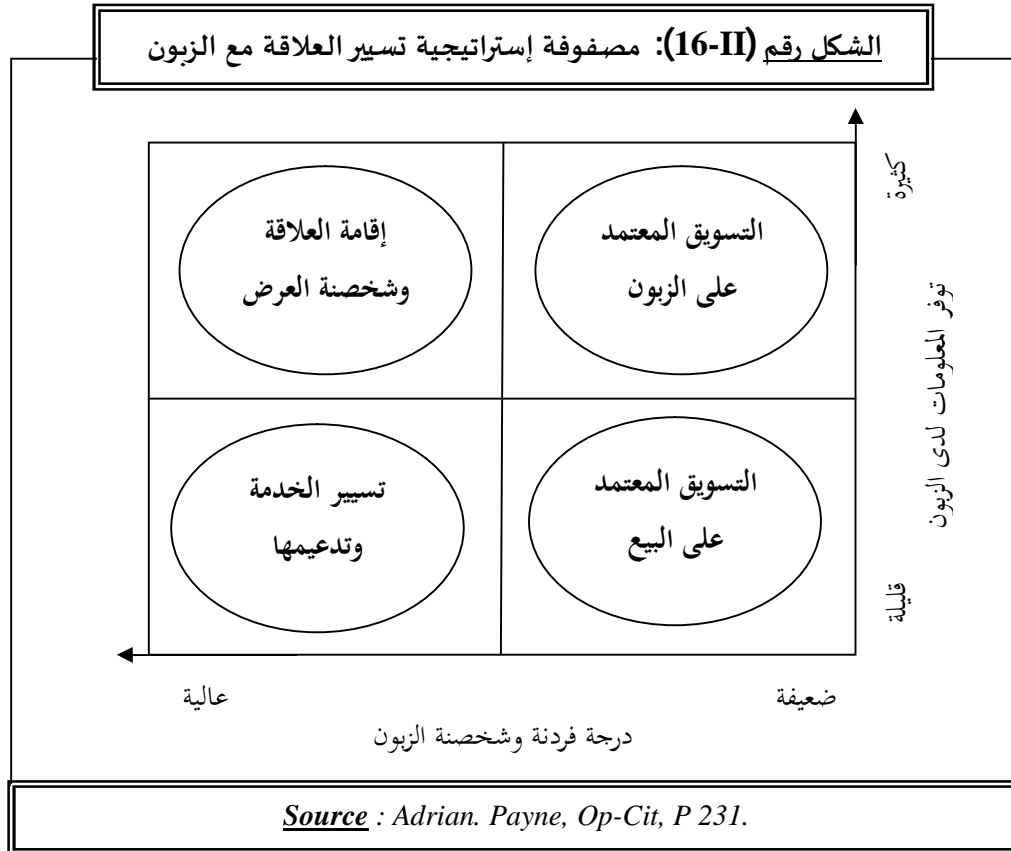 الشكل رقم (16-II): مصفوفة إستراتيجية تسيير العلاقة مع الزبون
كثيرة
التسويق المعتمد
على الزبون
إقامة العلاقة
وشخصنة العرض
توفر المعلومات لدى الزبون
التسويق المعتمد
على البيع
تسيير الخدمة
وتدعيمها
قليلة
ضعيفة
عالية
درجة فردنة وشخصنة الزبون
Source : Adrian. Payne, Op-Cit, P 231.